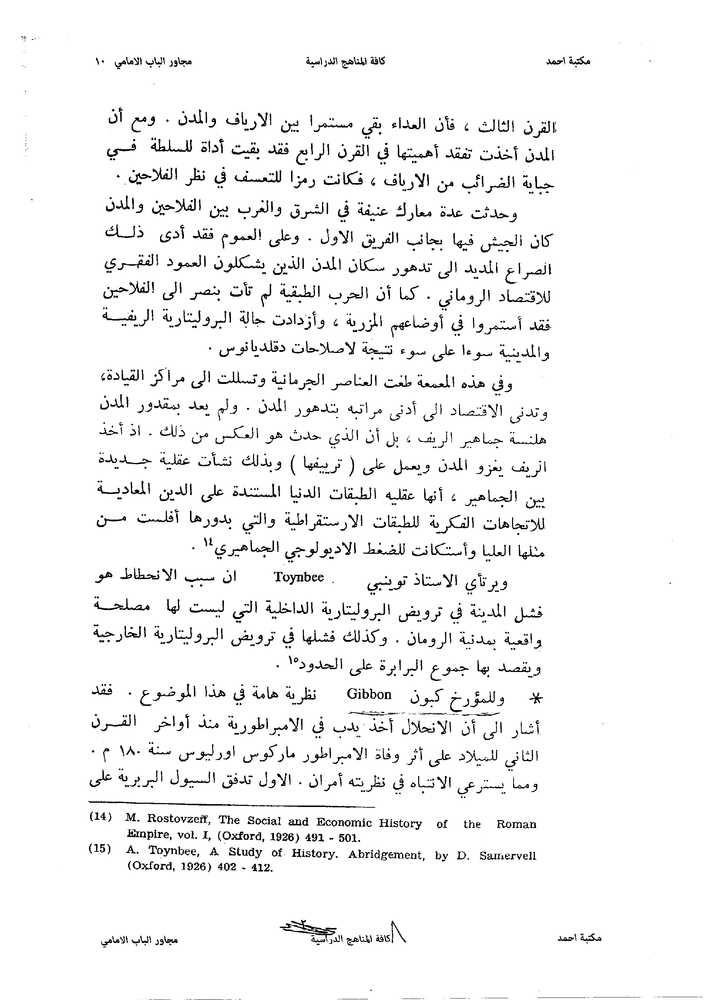 مكتبة احمد كافة المناهج الدراسية مجاور الباب الامامي ١٠
القرن الثالث ، فأن العداء بقي مستمرا بين الارياف والمدن . ومع أن
المدن أخذت تفقد أهميتها في القرن الرابع فقد بقيت أداة للسلطة فـــي
جباية الضرائب من الارياف ، فكانت رمزا للتعسف في نظر الفلاحين .
وحدثت عدة معارك عنيفة في الشرق والغرب بين الفلاحين والمدن
كان الجيش فيها بجانب الفريق الاول . وعلى العموم فقد أدى ذلــك
الصراع المديد الى تدهور سكان المدن الذين يشكلون العمود الفقــري
للاقتصاد الروماني . كما أن الحرب الطبقية لم تأت بنصر الى الفلاحين
فقد أستمروا في أوضاعهم المزرية ، وأزدادت حالة البروليتارية الريفيــة
والمدينية سوءا على سوء نتيجة لاصلاحات دقلديانوس .
وفي هذه المعمعة طغت العناصر الجرمانية وتسللت الى مراكز القيادة،
وتدنى الاقتصاد الى أدنى مراتبه بتدهور المدن . ولم يعد بمقدور المدن
هلنسة جماهير الريف ، بل أن الذي حدث هو العكس من ذلك . اذ أخذ
الريف يغزو المدن ويعمل على ( ترييفها ) وبذلك نشأت عقلية جــديدة
بين الجماهير ، أنها عقليه الطبقات الدنيا المستندة على الدين المعاديــة
للاتجاهات الفكرية للطبقات الارستقراطية والتي بدورها أفلست مــن
مثلها العليا وأستكانت للضغط الاديولوجي الجماهيري١٤ .
ويرتأي الاستاذ توينبي Toynbee ان سبب الانحطاط هو
فشل المدينة في ترويض البروليتارية الداخلية التي ليست لها مصلحــة
واقعية بمدنية الرومان . وكذلك فشلها في ترويض البروليتارية الخارجية
ويقصد بها جموع البرابرة على الحدود١٥ .
* وللمؤرخ كبون Gibbon نظرية هامة في هذا الموضوع . فقد
أشار الى أن الانحلال أخذ يدب في الامبراطورية منذ أواخر القــرن
الثاني للميلاد على أثر وفاة الامبراطور ماركوس اورليوس سنة ١٨٠ م .
ومما يسترعي الانتباه في نظريته أمران . الاول تدفق السيول البربرية على
(14) M. Rostovzeff, The Social and Economic History of the Roman
Empire, vol. I, (Oxford, 1926) 491 - 501.
(15) A. Toynbee, A Study of History. Abridgement, by D. Samervell
(Oxford, 1926) 402 - 412.
٨
مكتبة احمد كافة المناهج الدراسية مجاور الباب الامامي